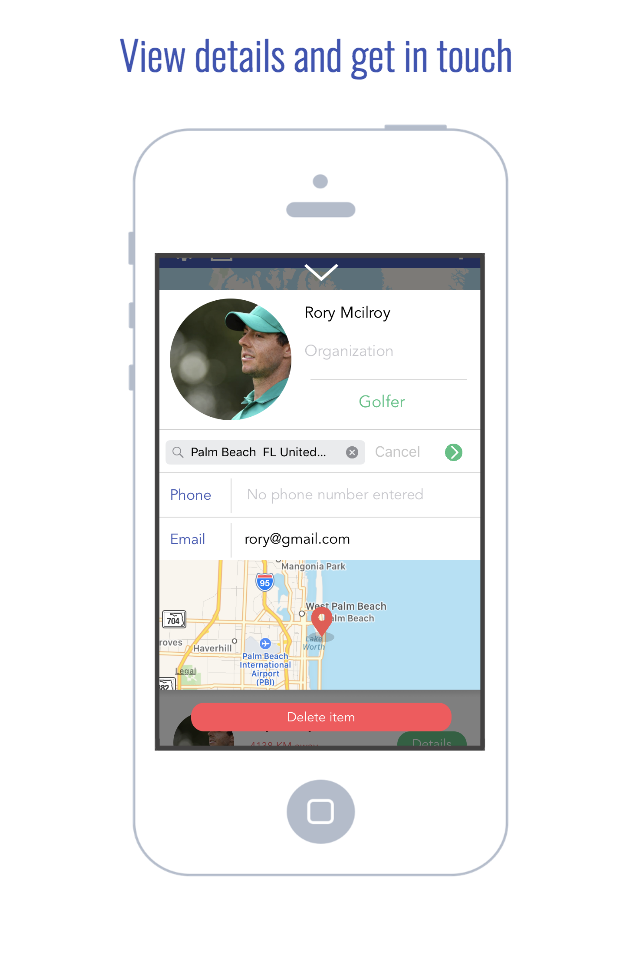 View details and get in touch
Rory Mcilroy
Organization
Golfer
Palm Beach FL United...
Cancel
Phone
No phone number entered
Email
rory@gmail.com
Mangonia Park
95
West Palm Beach
704
Palm Beach
roves
Haverhill
Lake
Worth
Palm Beach
International
Airport
(PBI)
Legal
Delete item
Details